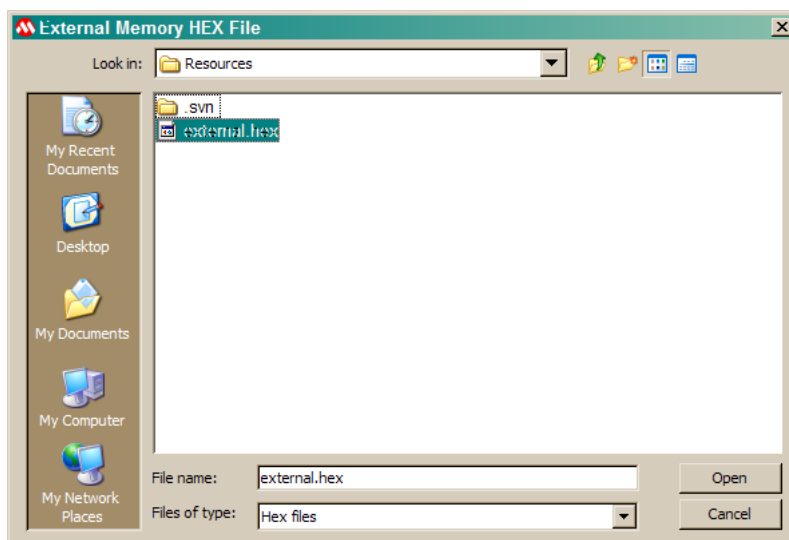 External Memory HEX File
Look in: Resources
.svn
external.hex
My Recent
Documents
Desktop
My Documents
My Computer
My Network
Places
File name: external.hex
Open
Files of type: Hex files
Cancel